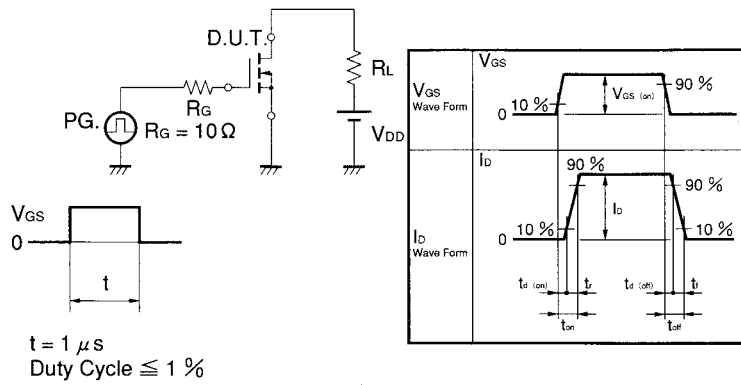 D.U.T.
RL
RG
PG.
RG = 10 Ω
VDD
VGS
0
t
t = 1 μs
Duty Cycle ≦ 1 %
VGS
Wave Form
VGS
10 %
VGS (on)
90 %
0
ID
Wave Form
ID
90 %
90 %
10 %
ID
10 %
0
td (on)
tr
td (off)
tf
ton
toff